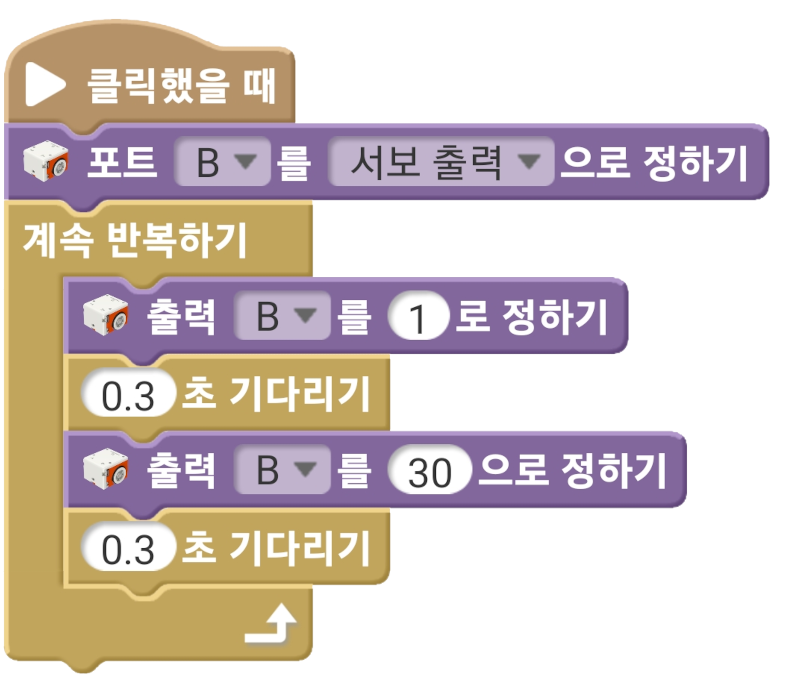 클릭했을 때
포트 B 를 서보 출력 으로 정하기
계속 반복하기
출력 B 를 1 로 정하기
0.3 초 기다리기
출력 B 를 30 으로 정하기
0.3 초 기다리기